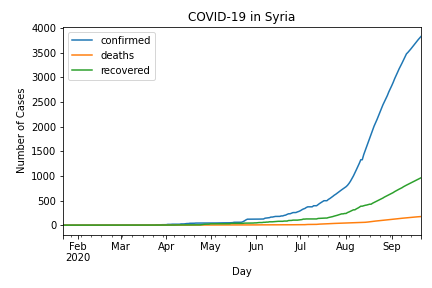 COVID-19 in Syria
confirmed
deaths
recovered
Number of Cases
4000
3500
3000
2500
2000
1500
1000
500
0
Feb Mar Apr May Jun Jul Aug Sep
2020
Day